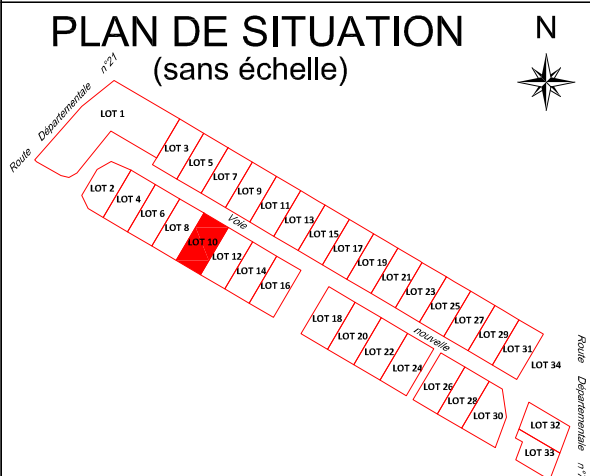 PLAN DE SITUATION
(sans échelle)
N
Route Départementale n°21
LOT 1
LOT 3
LOT 5
LOT 7
LOT 9
LOT 11
LOT 13
LOT 15
LOT 17
LOT 19
LOT 21
LOT 23
LOT 25
LOT 27
LOT 29
LOT 31
LOT 34
LOT 2
LOT 4
LOT 6
LOT 8
LOT 10
LOT 12
LOT 14
LOT 16
Voie nouvelle
LOT 18
LOT 20
LOT 22
LOT 24
LOT 26
LOT 28
LOT 30
LOT 32
LOT 33
Route Départementale